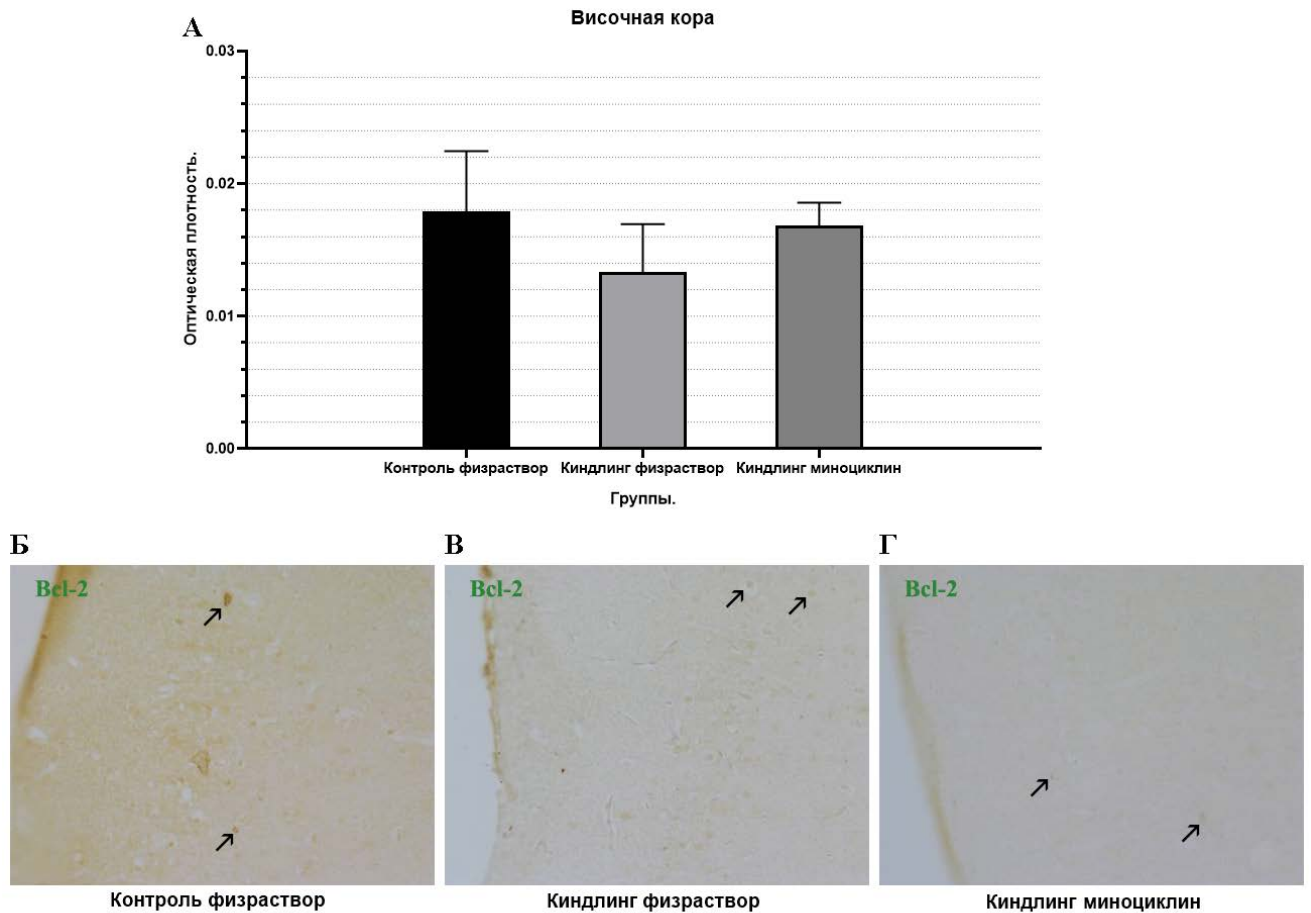 Височная кора
А
0.03
0.02
0.01
0.00
Оптическая плотность.
Контроль физраствор Киндлинг физраствор Киндлинг миноциклин
Группы.
Б В Г
Bcl-2 Bcl-2 Bcl-2
Контроль физраствор Киндлинг физраствор Киндлинг миноциклин